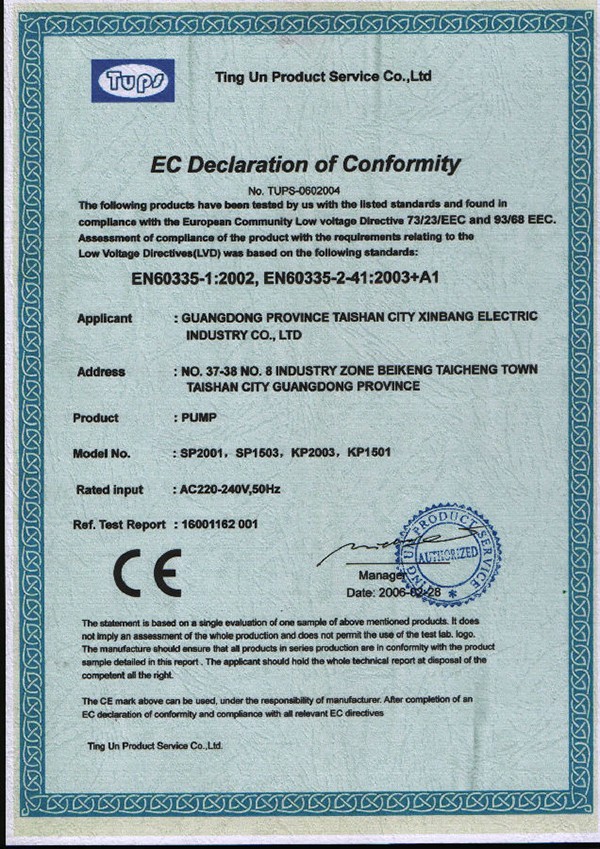 Tups
Ting Un Product Service Co.,Ltd
EC Declaration of Conformity
No. TUPS-0602004
The following products have been tested by us with the listed standards and found in
compliance with the European Community Low voltage Directive 73/23/EEC and 93/68 EEC.
Assessment of compliance of the product with the requirements relating to the
Low Voltage Directives(LVD) was based on the following standards:
EN60335-1:2002, EN60335-2-41:2003+A1
Applicant : GUANGDONG PROVINCE TAISHAN CITY XINBANG ELECTRIC
INDUSTRY CO., LTD
Address : NO. 37-38 NO. 8 INDUSTRY ZONE BEIKENG TAICHENG TOWN
TAISHAN CITY GUANGDONG PROVINCE
Product : PUMP
Model No. : SP2001, SP1503, KP2003, KP1501
Rated input : AC220-240V,50Hz
Ref. Test Report : 16001162 001
CE
TING UN PRODUCT SERVICE
AUTHORIZED
Manager
Date: 2006-02-28
The statement is based on a single evaluation of one sample of above mentioned products. It does
not imply an assessment of the whole production and does not permit the use of the test lab. logo.
The manufacture should ensure that all products in series production are in conformity with the product
sample detailed in this report . The applicant should hold the whole technical report at disposal of the
competent all the right.
The CE mark above can be used, under the responsibility of manufacturer. After completion of an
EC declaration of conformity and compliance with all relevant EC directives
Ting Un Product Service Co.,Ltd.